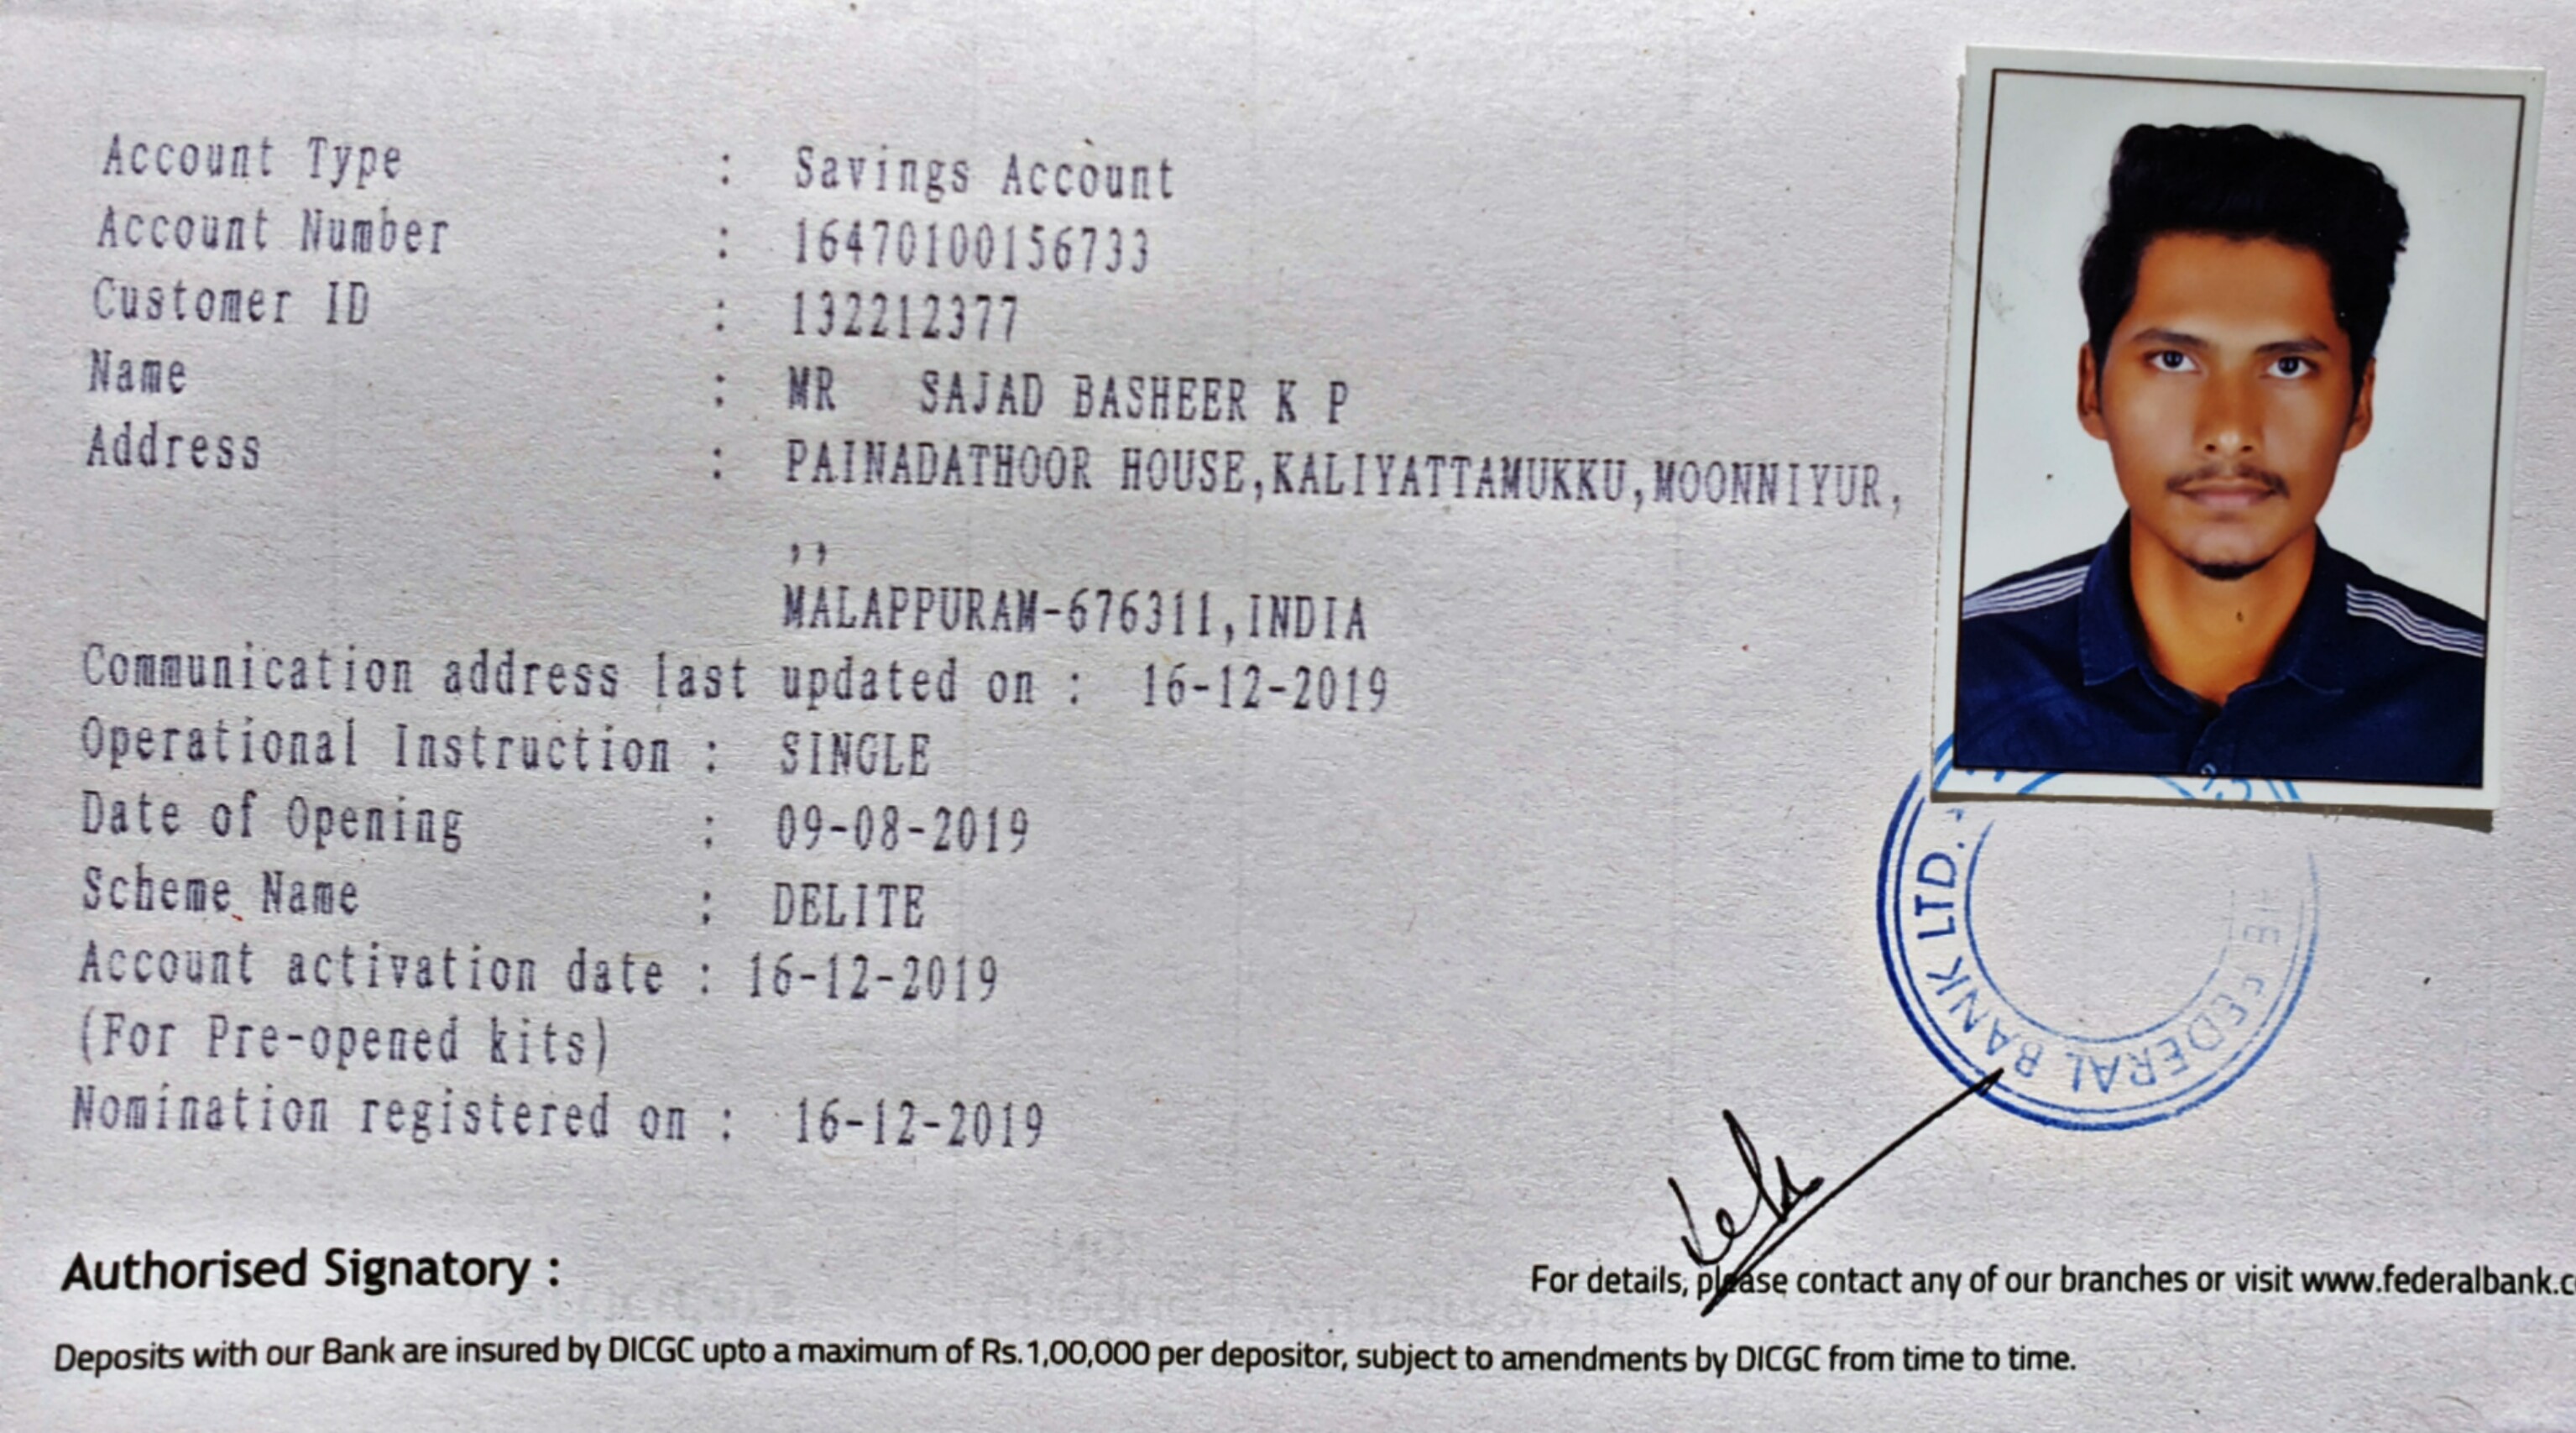 Account Type : Savings Account
Account Number : 16470100156733
Customer ID : 132212377
Name : MR SAJAD BASHEER K P
Address : PAINADATHOOR HOUSE,KALIYATTAMUKKU,MOONNIYUR,
,,
MALAPPURAM-676311,INDIA
Communication address last updated on : 16-12-2019
Operational Instruction : SINGLE
Date of Opening : 09-08-2019
Scheme Name : DELITE
Account activation date : 16-12-2019
(For Pre-opened kits)
Nomination registered on : 16-12-2019
FEDERAL BANK LTD.
Authorised Signatory :
For details, please contact any of our branches or visit www.federalbank.c
Deposits with our Bank are insured by DICGC upto a maximum of Rs.1,00,000 per depositor, subject to amendments by DICGC from time to time.